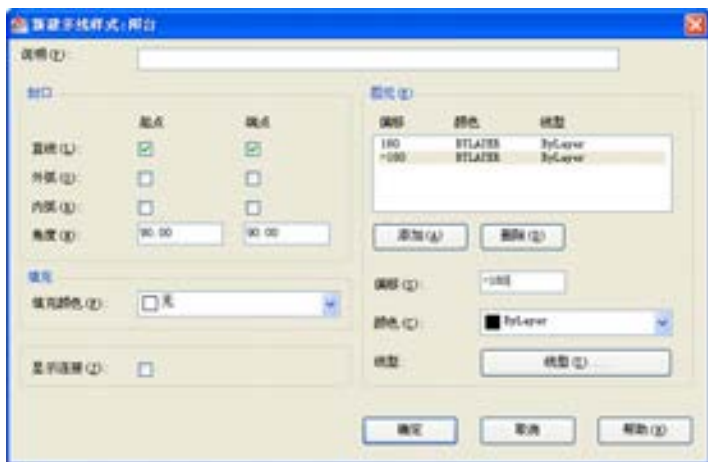 新建多线样式:阳台
说明(P):
封口
起点 端点
直线(L):
外弧(O):
内弧(R):
角度(N): 90.00 90.00
填充
填充颜色(F): 无
显示连接(J):
图元(E)
偏移 颜色 线型
100 BYLAYER ByLayer
-100 BYLAYER ByLayer
添加(A) 删除(D)
偏移(S): -100
颜色(C): ByLayer
线型: 线型(Y)...
确定 取消 帮助(H)